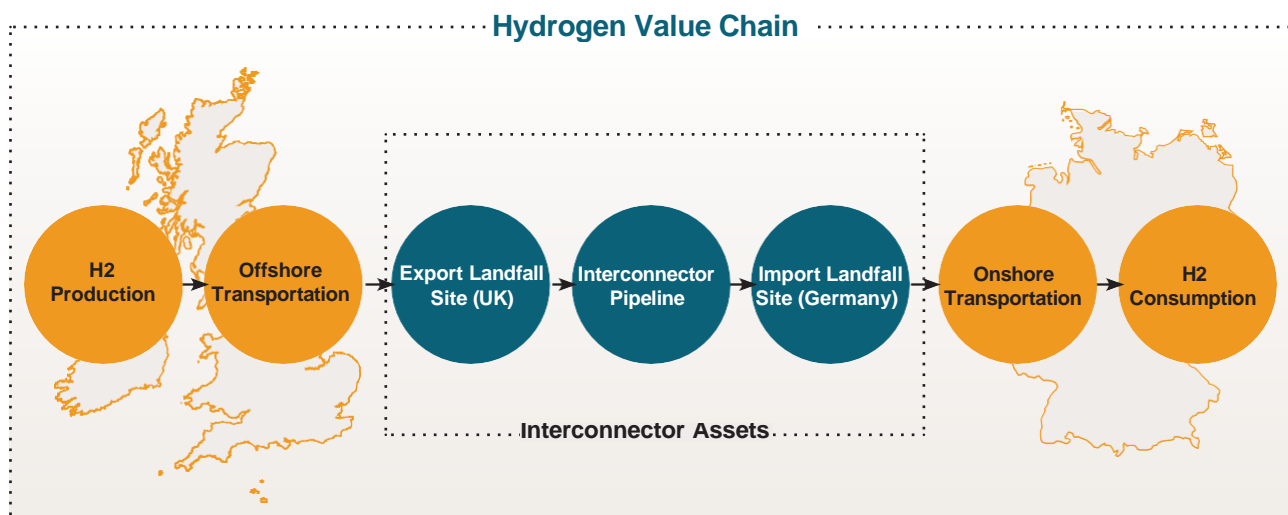 Hydrogen Value Chain
H2
Production
Offshore
Transportation
Export Landfall
Site (UK)
Interconnector
Pipeline
Import Landfall
Site (Germany)
Onshore
Transportation
H2
Consumption
Interconnector Assets